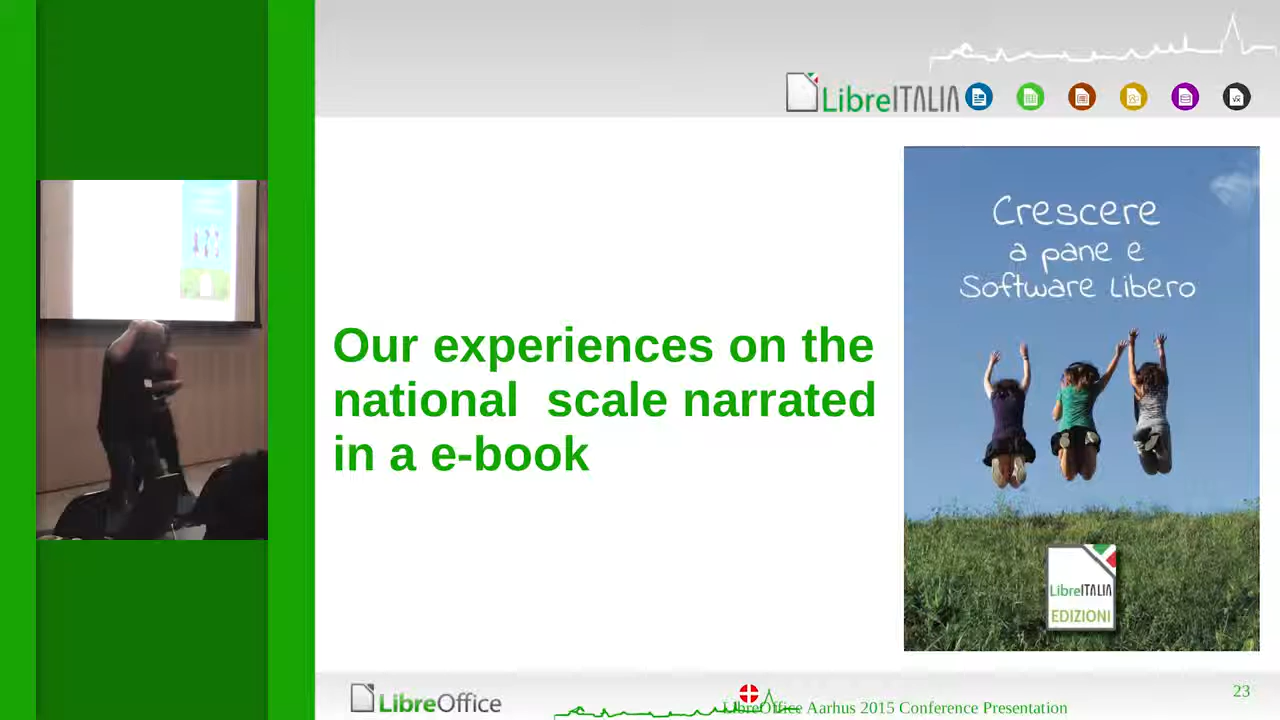 LibreITALIA
Crescere
a pane e
Software Libero
Our experiences on the
national  scale narrated
in a e-book
LibreITALIA
EDIZIONI
23
LibreOffice
LibreOffice Aarhus 2015 Conference Presentation